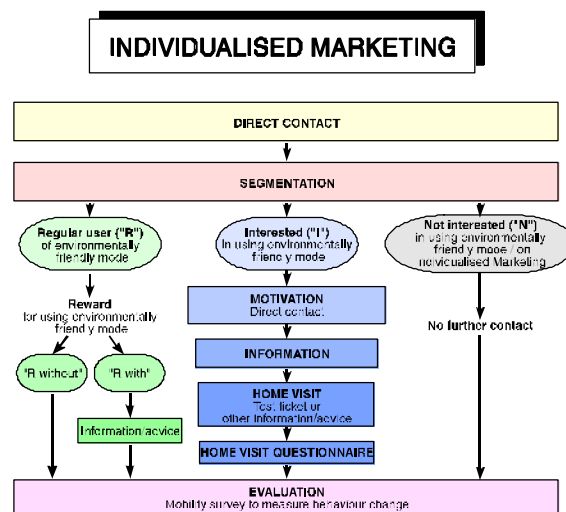 INDIVIDUALISED MARKETING
DIRECT CONTACT
SEGMENTATION
Regular user ("R")
of environmentally
friendly mode
Interested ("I")
In using environmentally
friendly mode
Not interested ("N")
in using environmentally
friendly mode / on
Individualised Marketing
Reward
for using environmentally
friendly mode
MOTIVATION
Direct contact
INFORMATION
No further contact
"R without"
"R with"
HOME VISIT
Test ticket or
other Information/advice
Information/advice
HOME VISIT QUESTIONNAIRE
EVALUATION
Mobility survey to measure behaviour change